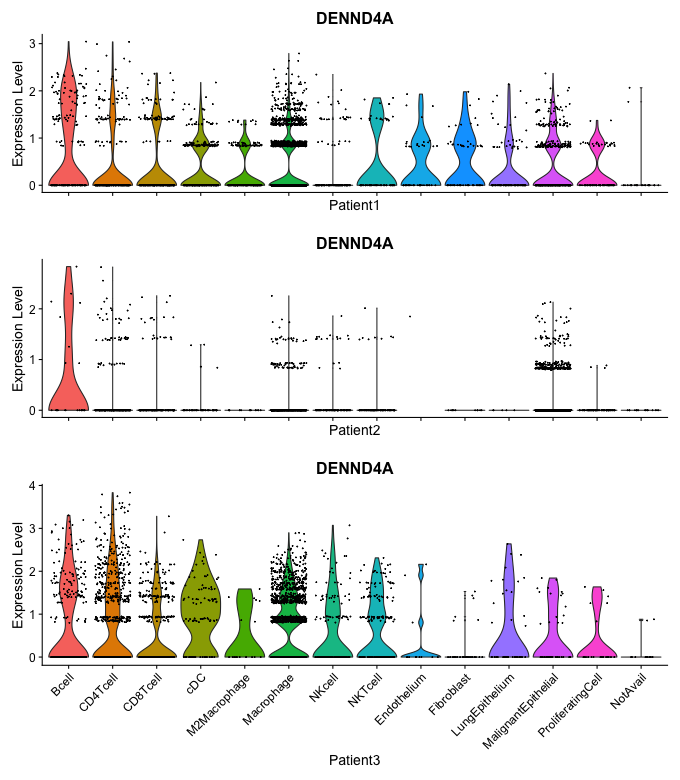 DENND4A
Expression Level
3
2
1
0
Patient1
DENND4A
Expression Level
2
1
0
Patient2
DENND4A
Expression Level
4
3
2
1
0
Bcell
CD4Tcell
CD8Tcell
cDC
M2Macrophage
Macrophage
NKcell
NKTcell
Endothelium
Fibroblast
LungEpithelium
MalignantEpithelial
ProliferatingCell
NotAvail
Patient3